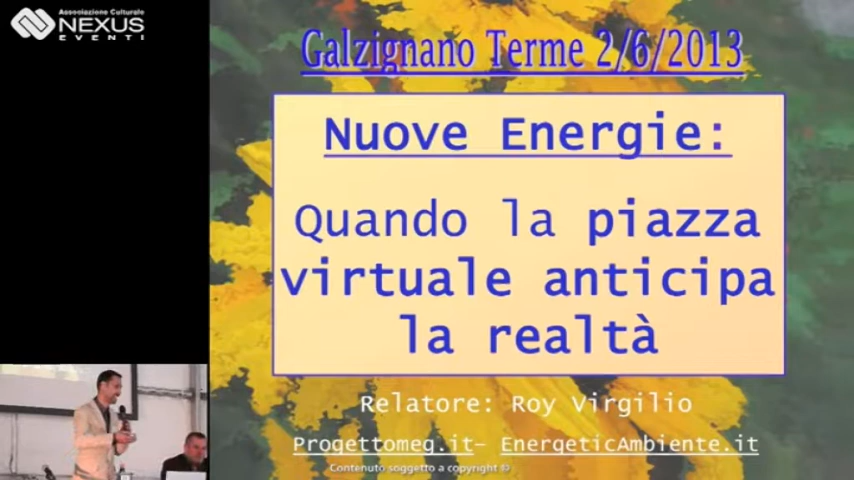 Associazione Culturale
NEXUS
EVENTI
Galzignano Terme 2/6/2013
Nuove Energie:
Quando la piazza
virtuale anticipa
la realtà
Relatore: Roy Virgilio
Progettomeg.it- EnergeticAmbiente.it
Contenuto soggetto a copyright ©